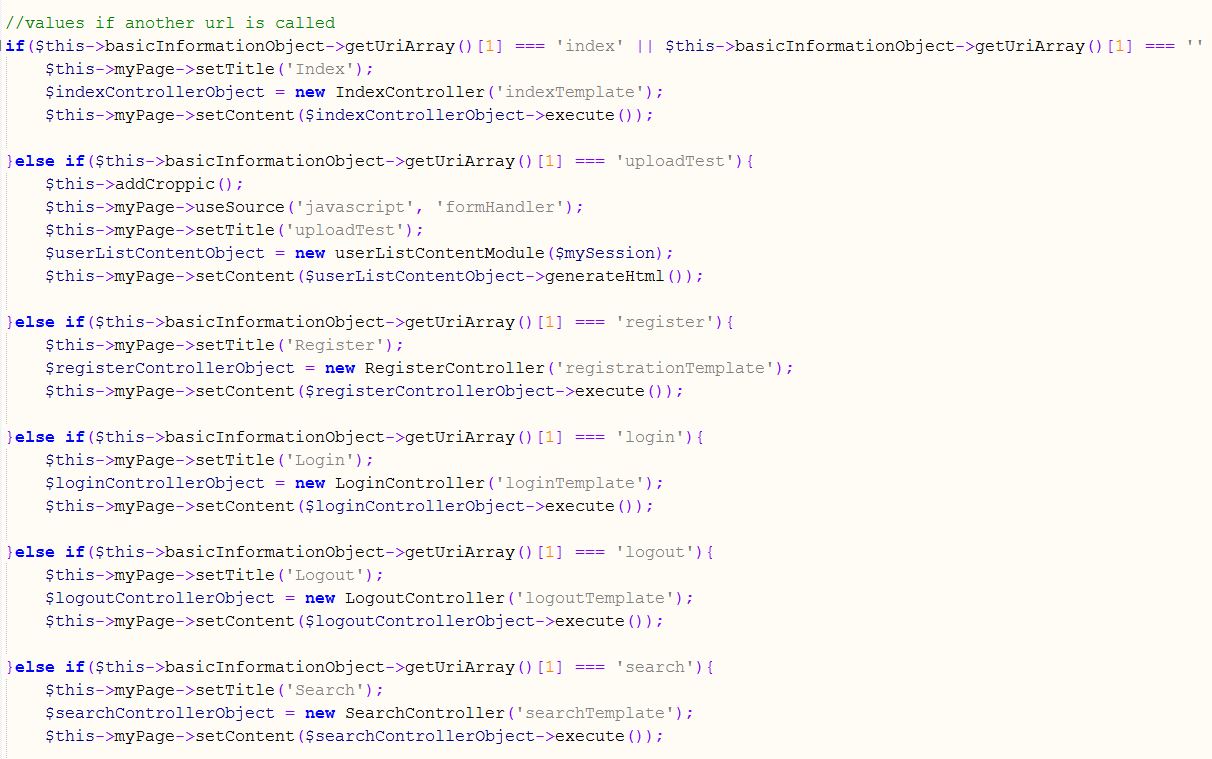 //values if another url is called
if($this->basicInformationObject->getUriArray()[1] === 'index' || $this->basicInformationObject->getUriArray()[1] === ''
$this->myPage->setTitle('Index');
$indexControllerObject = new IndexController('indexTemplate');
$this->myPage->setContent($indexControllerObject->execute());
}else if($this->basicInformationObject->getUriArray()[1] === 'uploadTest'){
$this->addCroppic();
$this->myPage->useSource('javascript', 'formHandler');
$this->myPage->setTitle('uploadTest');
$userListContentObject = new userListContentModule($mySession);
$this->myPage->setContent($userListContentObject->generateHtml());
}else if($this->basicInformationObject->getUriArray()[1] === 'register'){
$this->myPage->setTitle('Register');
$registerControllerObject = new RegisterController('registrationTemplate');
$this->myPage->setContent($registerControllerObject->execute());
}else if($this->basicInformationObject->getUriArray()[1] === 'login'){
$this->myPage->setTitle('Login');
$loginControllerObject = new LoginController('loginTemplate');
$this->myPage->setContent($loginControllerObject->execute());
}else if($this->basicInformationObject->getUriArray()[1] === 'logout'){
$this->myPage->setTitle('Logout');
$logoutControllerObject = new LogoutController('logoutTemplate');
$this->myPage->setContent($logoutControllerObject->execute());
}else if($this->basicInformationObject->getUriArray()[1] === 'search'){
$this->myPage->setTitle('Search');
$searchControllerObject = new SearchController('searchTemplate');
$this->myPage->setContent($searchControllerObject->execute());